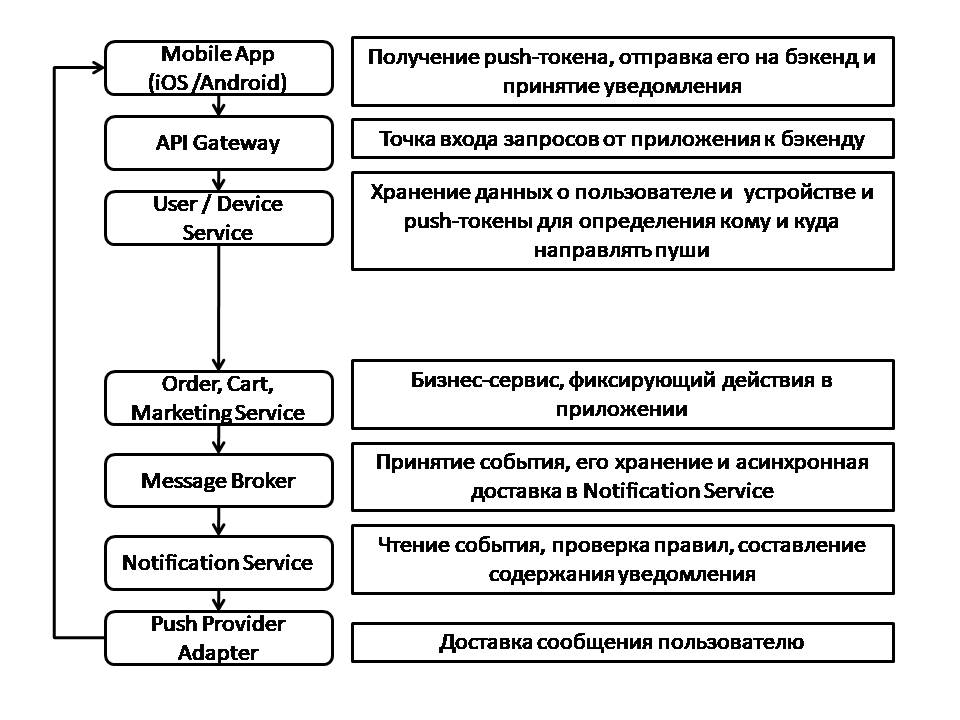 Mobile App
(iOS /Android)
Получение push-токена, отправка его на бэкенд и
принятие уведомления
API Gateway
Точка входа запросов от приложения к бэкенду
User / Device
Service
Хранение данных о пользователе и устройстве и
push-токены для определения кому и куда
направлять пуши
Order, Cart,
Marketing Service
Бизнес-сервис, фиксирующий действия в
приложении
Message Broker
Принятие события, его хранение и асинхронная
доставка в Notification Service
Notification Service
Чтение события, проверка правил, составление
содержания уведомления
Push Provider
Adapter
Доставка сообщения пользователю